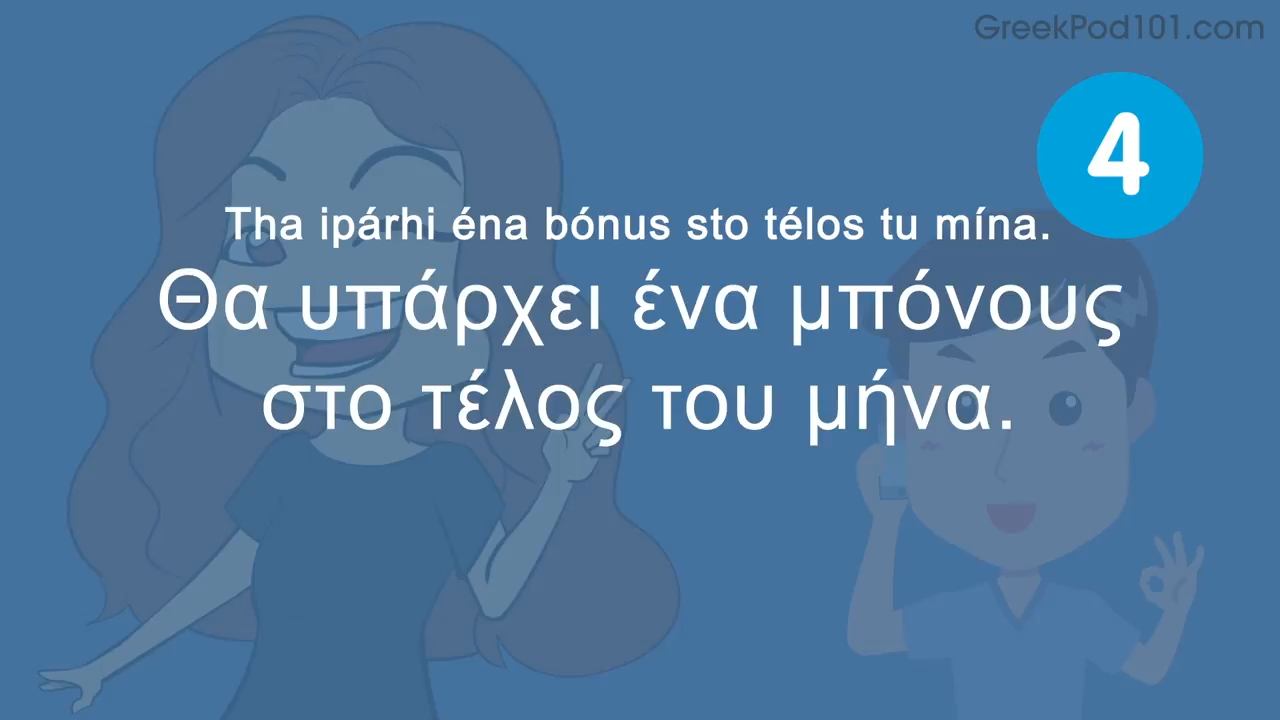 GreekPod101.com
4
Tha ipárhi éna bónus sto télos tu mína.
Θα υπάρχει ένα μπόνους
στο τέλος του μήνα.